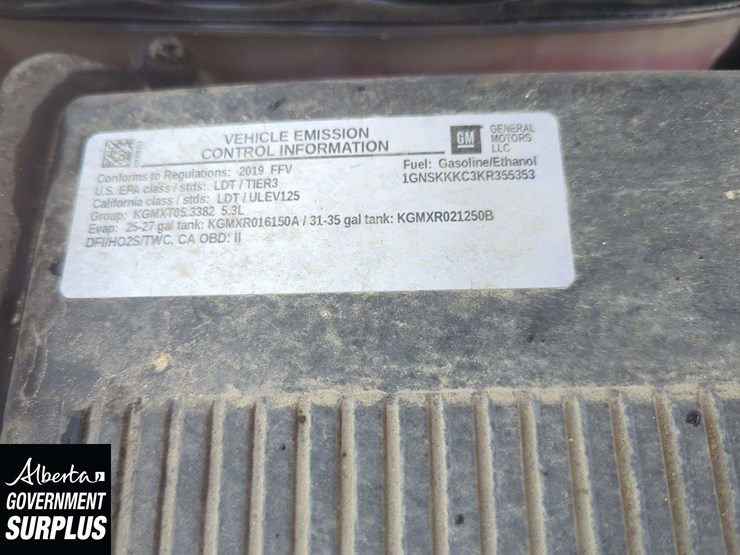 VEHICLE EMISSION
CONTROL INFORMATION
GM
GENERAL
MOTORS
LLC
Conforms to Regulations: 2019 FFV
Fuel: Gasoline/Ethanol
U.S. EPA class / stds: LDT / TIER3
1GNSKKKC3KR355353
California class / stds: LDT / ULEV125
Group: KGMXT05.3382 5.3L
Evap: 25-27 gal tank: KGMXR016150A / 31-35 gal tank: KGMXR021250B
DFI/HO2S/TWC, CA OBD: II
Alberta
GOVERNMENT
SURPLUS